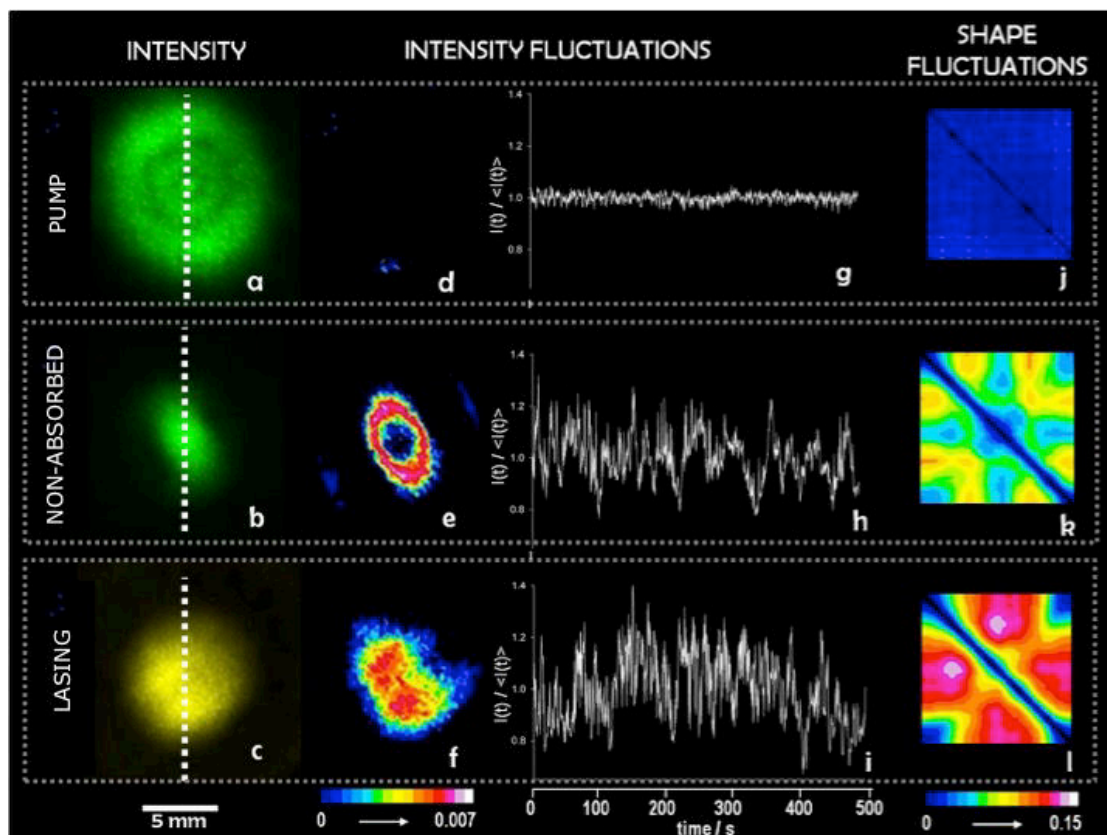 INTENSITY
INTENSITY FLUCTUATIONS
SHAPE
FLUCTUATIONS
PUMP
a
d
1.4
1.2
1.0
0.8
I(t) / <I(t)>
g
j
NON-ABSORBED
b
e
1.4
1.2
1.0
0.8
I(t) / <I(t)>
h
k
LASING
c
f
1.4
1.2
1.0
0.8
I(t) / <I(t)>
i
l
5 mm
0 → 0.007
0 100 200 300 400 500
time / s
0 → 0.15